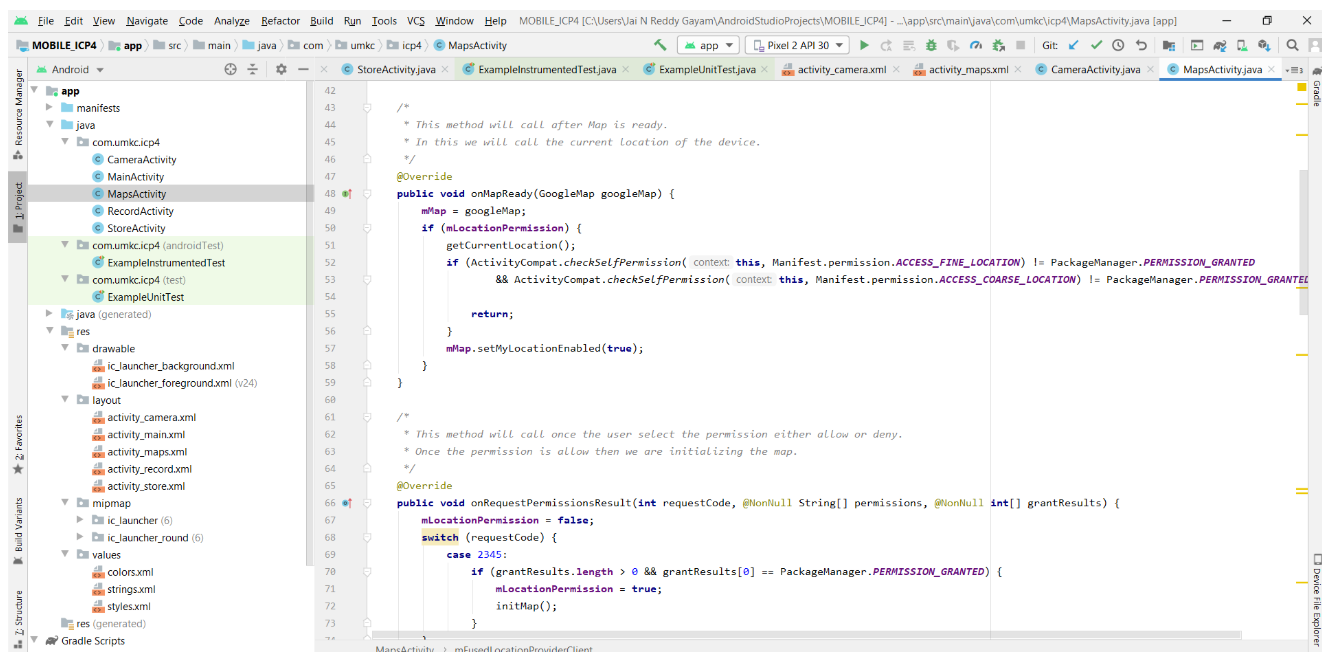 File Edit View Navigate Code Analyze Refactor Build Run Tools VCS Window Help MOBILE_ICP4 [C:\Users\Jai N Reddy Gayam\AndroidStudioProjects\MOBILE_ICP4] - ...\app\src\main\java\com\umkc\icp4\MapsActivity.java [app]
MOBILE_ICP4 app src main java com umkc icp4 MapsActivity app Pixel 2 API 30 Git:
Android StoreActivity.java ExampleInstrumentedTest.java ExampleUnitTest.java activity_camera.xml activity_maps.xml CameraActivity.java MapsActivity.java
Resource Manager
1: Project
2: Favorites
Build Variants
7: Structure
app
manifests
java
com.umkc.icp4
CameraActivity
MainActivity
MapsActivity
RecordActivity
StoreActivity
com.umkc.icp4 (androidTest)
ExampleInstrumentedTest
com.umkc.icp4 (test)
ExampleUnitTest
java (generated)
res
drawable
ic_launcher_background.xml
ic_launcher_foreground.xml (v24)
layout
activity_camera.xml
activity_main.xml
activity_maps.xml
activity_record.xml
activity_store.xml
mipmap
ic_launcher (6)
ic_launcher_round (6)
values
colors.xml
strings.xml
styles.xml
res (generated)
Gradle Scripts
42
43 /*
44 * This method will call after Map is ready.
45 * In this we will call the current location of the device.
46 */
47 @Override
48 public void onMapReady(GoogleMap googleMap) {
49 mMap = googleMap;
50 if (mLocationPermission) {
51 getCurrentLocation();
52 if (ActivityCompat.checkSelfPermission( context: this, Manifest.permission.ACCESS_FINE_LOCATION) != PackageManager.PERMISSION_GRANTED
53 && ActivityCompat.checkSelfPermission( context: this, Manifest.permission.ACCESS_COARSE_LOCATION) != PackageManager.PERMISSION_GRANTED
54
55 return;
56 }
57 mMap.setMyLocationEnabled(true);
58 }
59 }
60
61 /*
62 * This method will call once the user select the permission either allow or deny.
63 * Once the permission is allow then we are initializing the map.
64 */
65 @Override
66 public void onRequestPermissionsResult(int requestCode, @NonNull String[] permissions, @NonNull int[] grantResults) {
67 mLocationPermission = false;
68 switch (requestCode) {
69 case 2345:
70 if (grantResults.length > 0 && grantResults[0] == PackageManager.PERMISSION_GRANTED) {
71 mLocationPermission = true;
72 initMap();
73 }
74 }
MapsActivity mFusedLocationProviderClient
Gradle
Device File Explorer